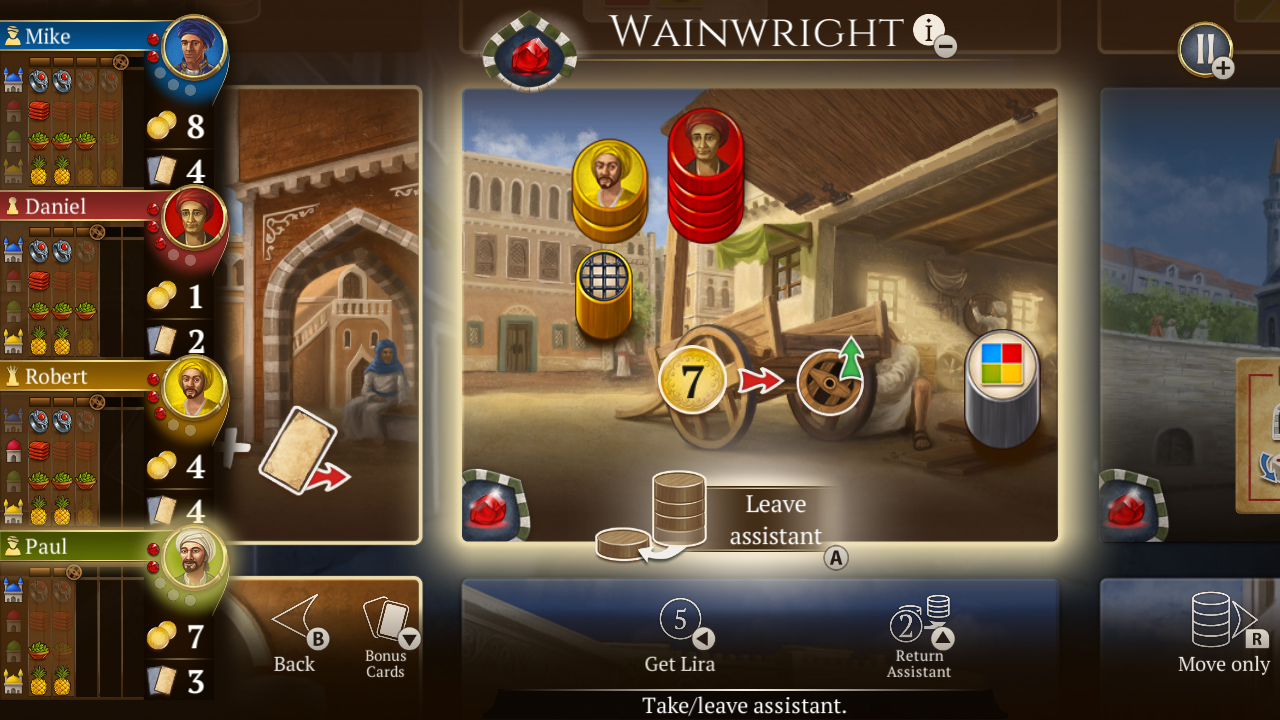 WAINWRIGHT i
Mike
8
4
Daniel
1
2
Robert
4
4
Paul
7
3
7
Leave
assistant
A
B
Back
Bonus
Cards
5
Get Lira
2
Return
Assistant
R
Move only
Take/leave assistant.